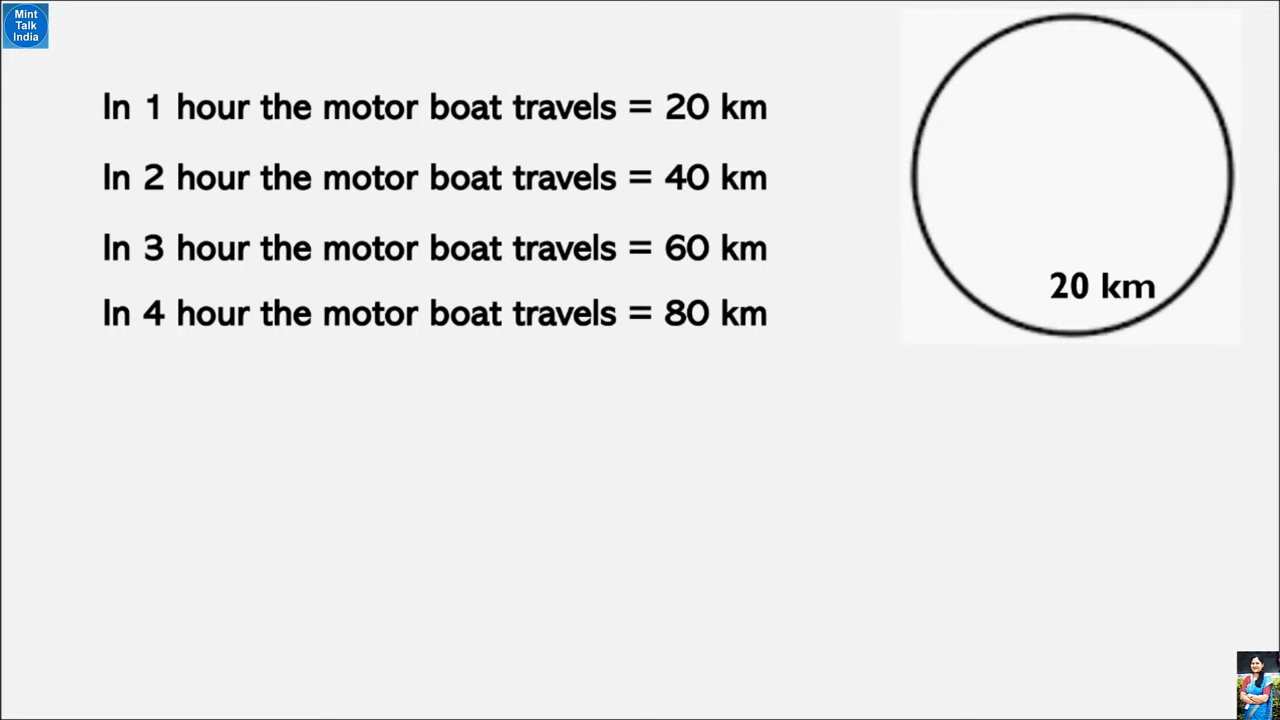 Mint
Talk
India
In 1 hour the motor boat travels = 20 km
In 2 hour the motor boat travels = 40 km
In 3 hour the motor boat travels = 60 km
In 4 hour the motor boat travels = 80 km
20 km